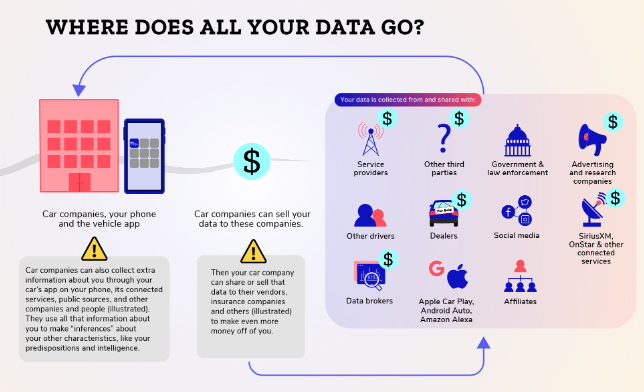 WHERE DOES ALL YOUR DATA GO?
Your data is collected from and shared with:
$
$
$
$
Service
providers
Other third
parties
Government &
law enforcement
Advertising
and research
companies
Car companies, your phone
and the vehicle app
Car companies can sell your
data to these companies.
$
$
Other drivers
Dealers
Social media
SiriusXM,
OnStar & other
connected
services
!
Car companies can also collect extra
information about you through your
car's app on your phone, its connected
services, public sources, and other
companies and people (illustrated).
They use all that information about
you to make "inferences" about
your other characteristics, like your
predispositions and intelligence.
!
Then your car company
can share or sell that
data to their vendors,
insurance companies
and others (illustrated)
to make even more
money off of you.
$
G
Data brokers
Apple Car Play,
Android Auto,
Amazon Alexa
Affiliates